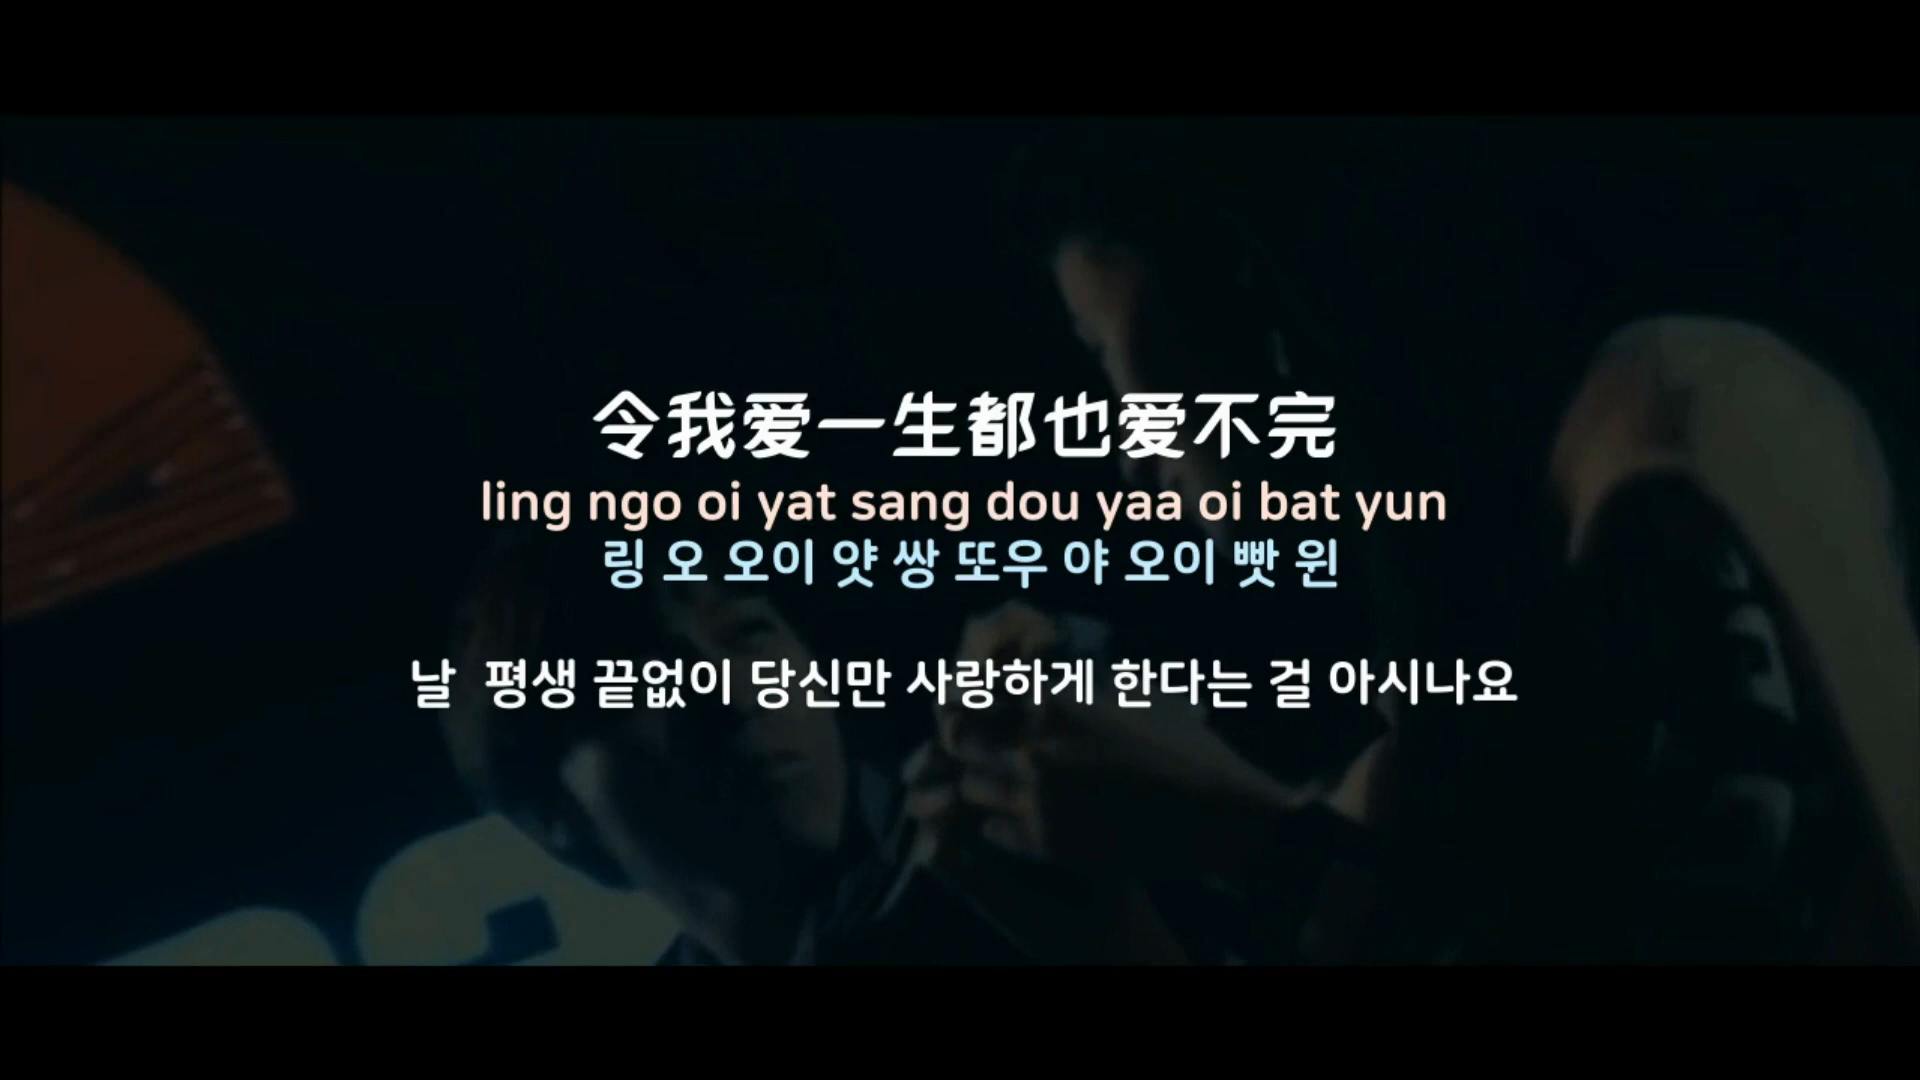 令我爱一生都也爱不完
ling ngo oi yat sang dou yaa oi bat yun
링 오 오이 얏 쌍 또우 야 오이 빳 윈
날 평생 끝없이 당신만 사랑하게 한다는 걸 아시나요